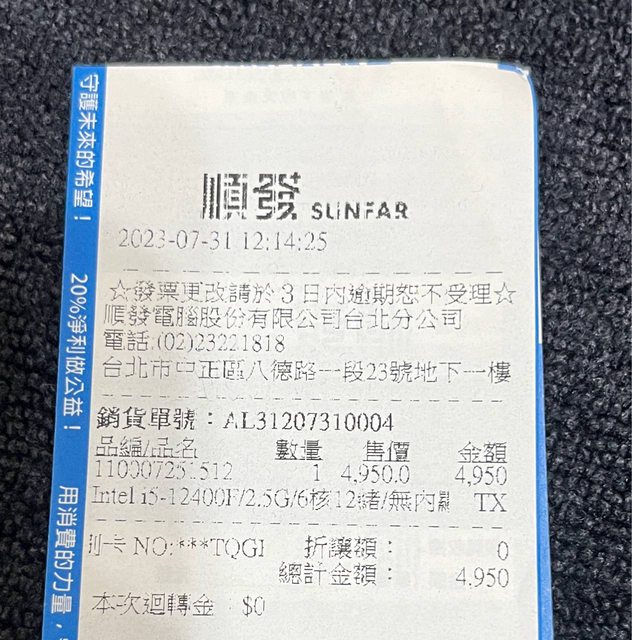 順發 SUNFAR
2023-07-31 12:14:25
☆發票更改請於3日內逾期恕不受理☆
順發電腦股份有限公司台北分公司
電話:(02)23221818
台北市中正區八德路一段23號地下一樓
銷貨單號：AL31207310004
品編/品名 數量 售價 金額
110007251512 1 4,950.0 4,950
Intel i5-12400F/2.5G/6核12緒/無內 TX
NO:***TQGI 折讓額： 0
總計金額： 4,950
本次迴轉金：$0
守護未來的希望！ 20%淨利做公益！ 用消費的力量，